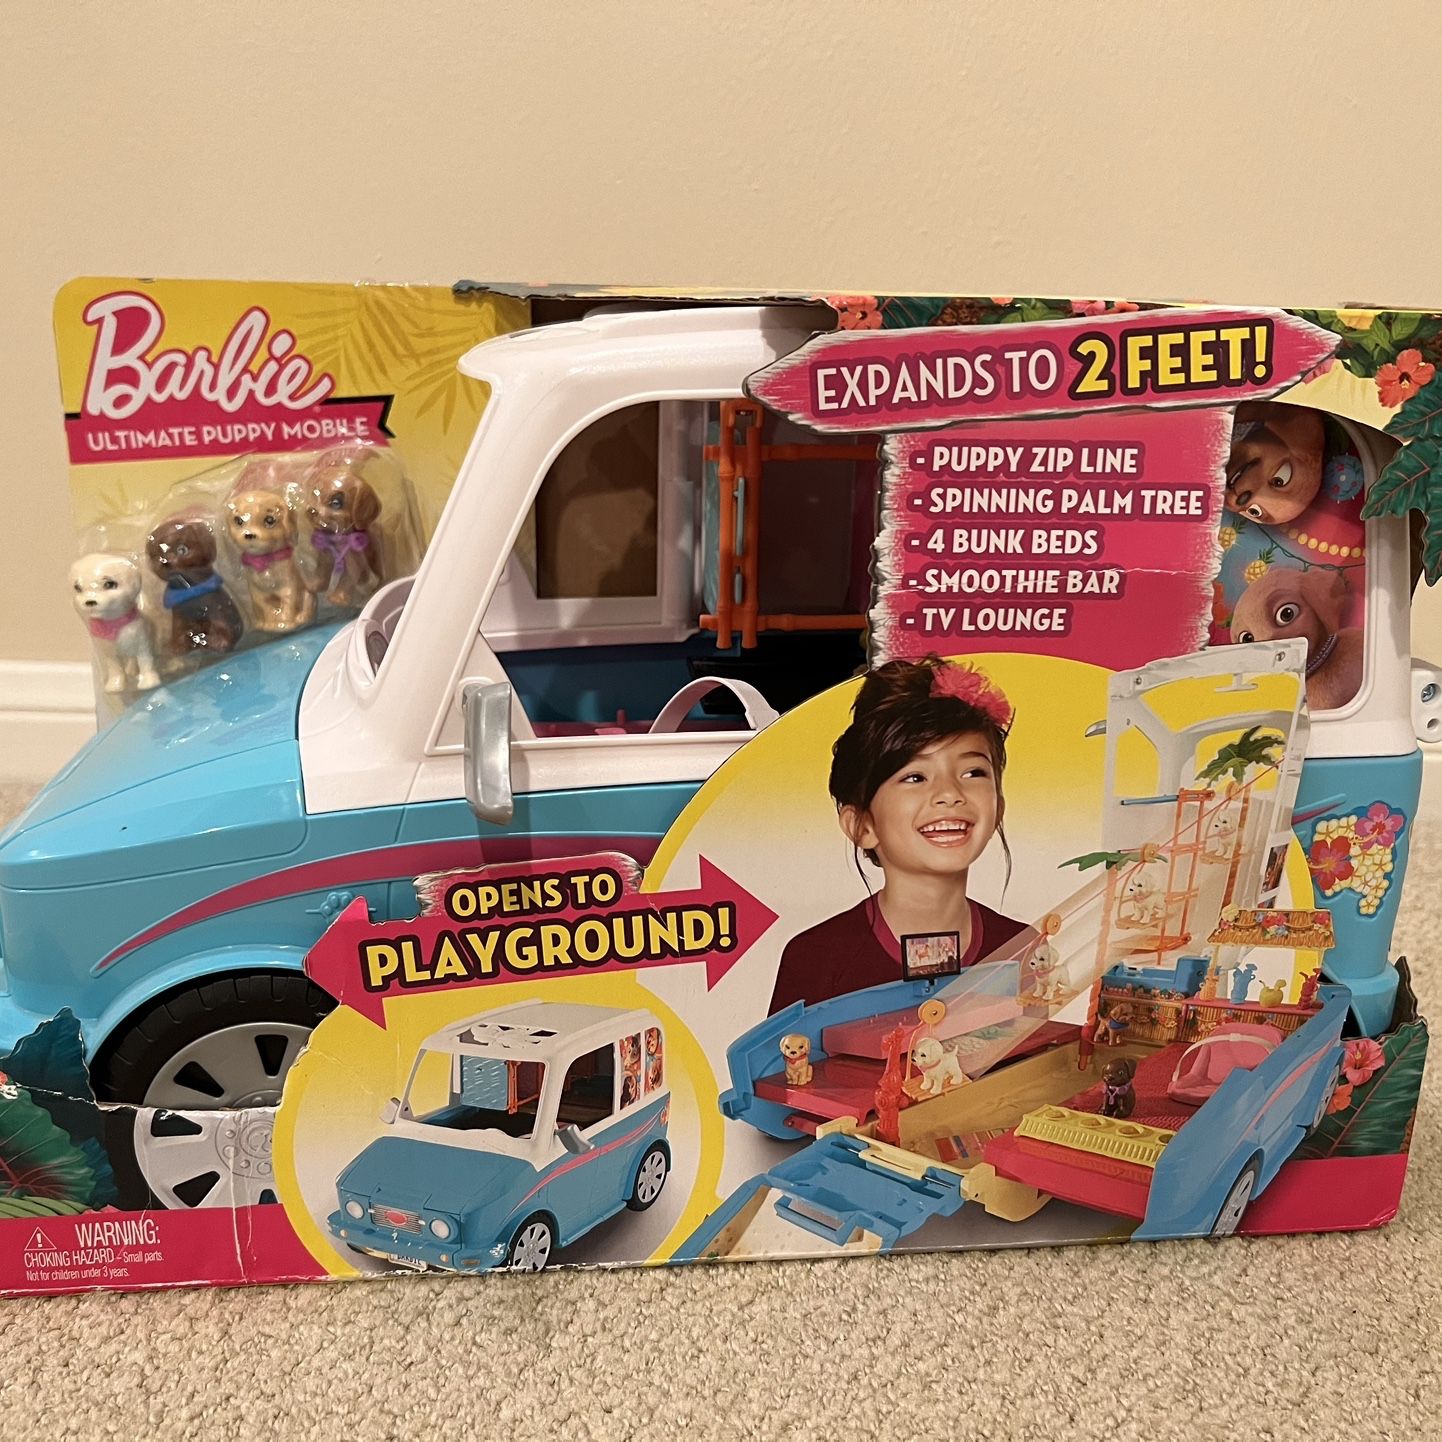 Barbie
ULTIMATE PUPPY MOBILE
EXPANDS TO 2 FEET!
- PUPPY ZIP LINE
- SPINNING PALM TREE
- 4 BUNK BEDS
- SMOOTHIE BAR
- TV LOUNGE
OPENS TO
PLAYGROUND!
WARNING:
CHOKING HAZARD - Small parts.
Not for children under 3 years.